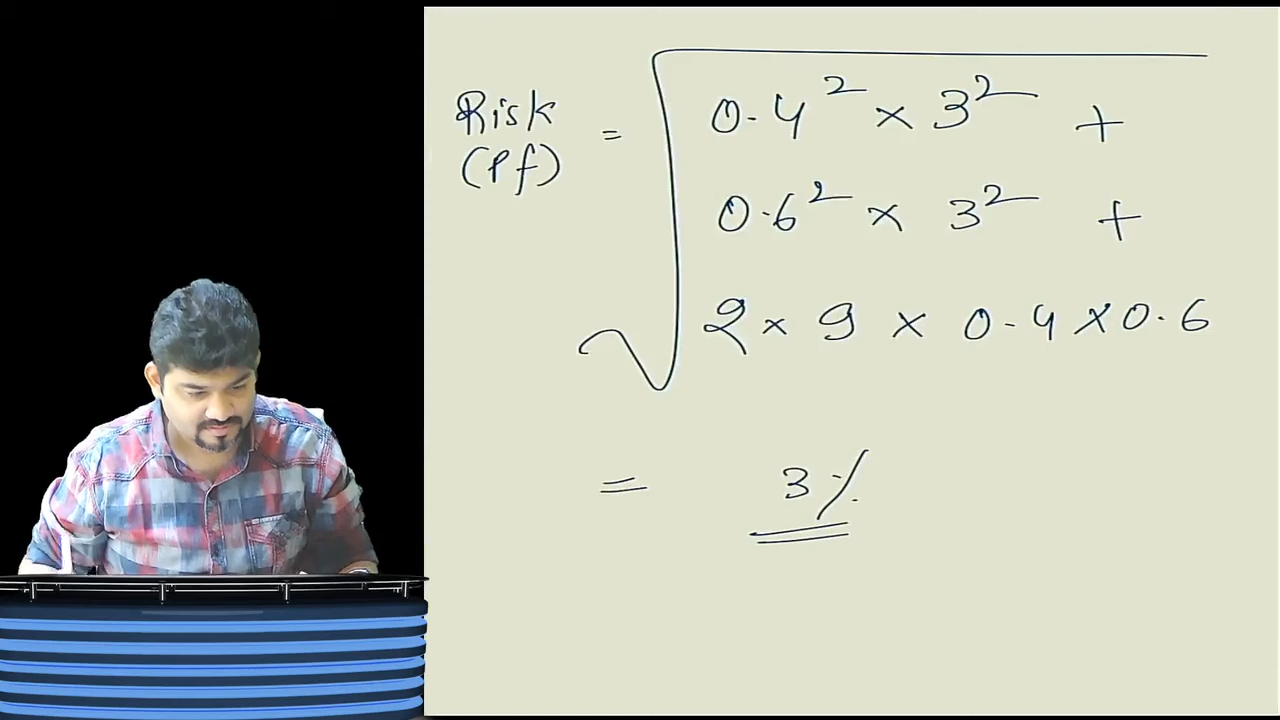 Risk
(Pf) = √
0.4² × 3² +
0.6² × 3² +
2 × 9 × 0.4 × 0.6
= 3%